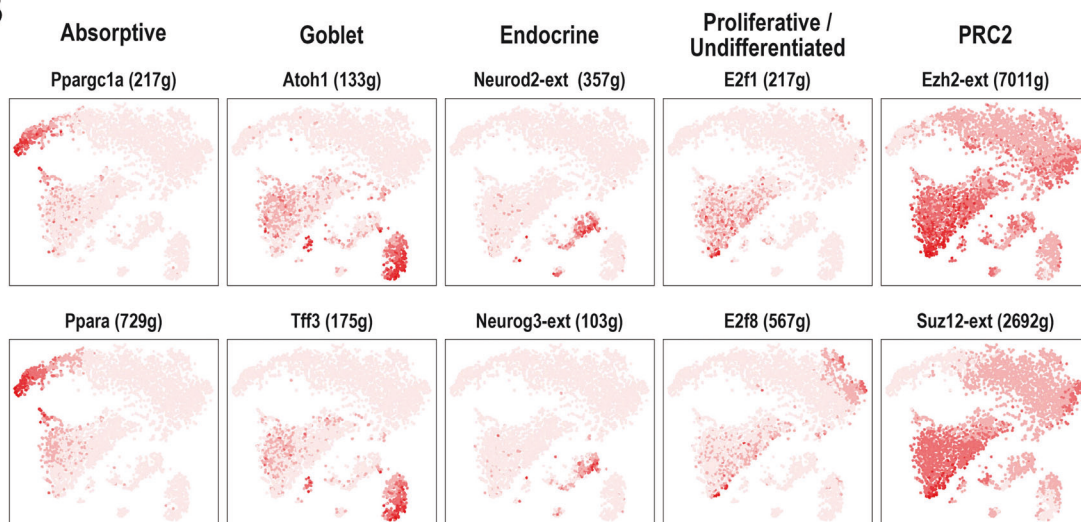 Absorptive Goblet Endocrine Proliferative / Undifferentiated PRC2
Ppargc1a (217g) Atoh1 (133g) Neurod2-ext (357g) E2f1 (217g) Ezh2-ext (7011g)
Ppara (729g) Tff3 (175g) Neurog3-ext (103g) E2f8 (567g) Suz12-ext (2692g)